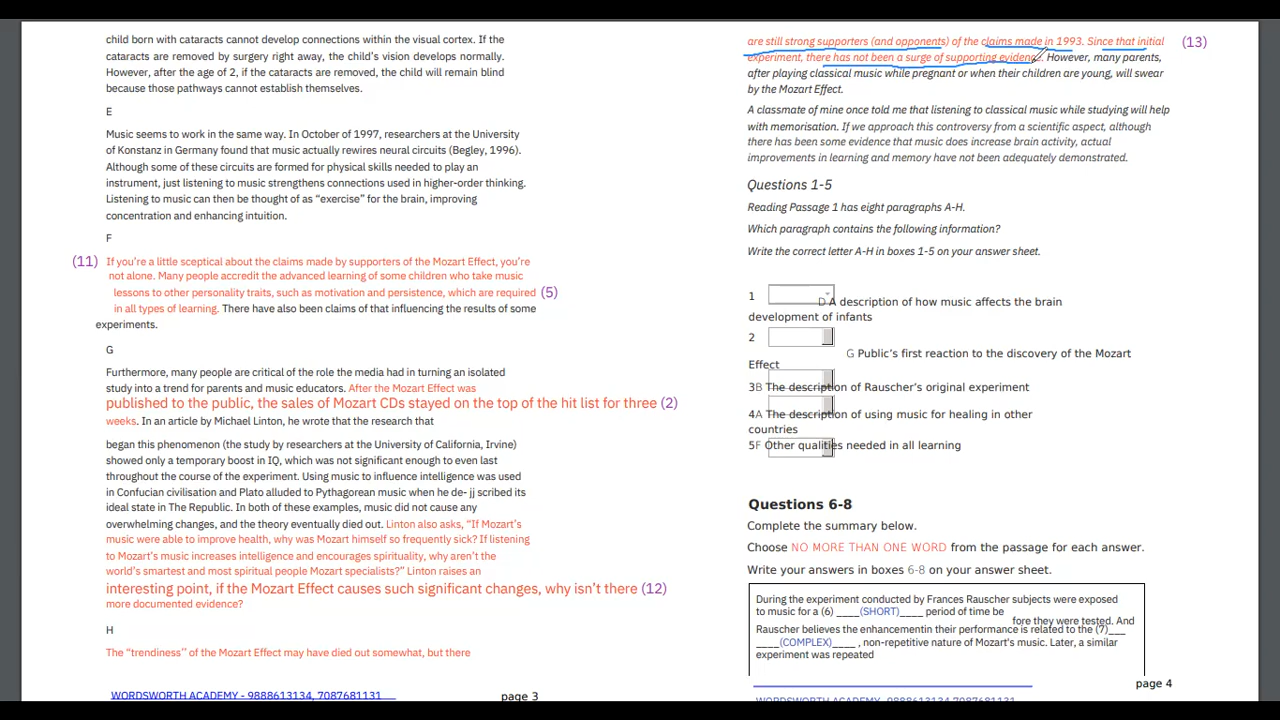 child born with cataracts cannot develop connections within the visual cortex. If the
cataracts are removed by surgery right away, the child's vision develops normally.
However, after the age of 2, if the cataracts are removed, the child will remain blind
because those pathways cannot establish themselves.
E
Music seems to work in the same way. In October of 1997, researchers at the University
of Konstanz in Germany found that music actually rewires neural circuits (Begley, 1996).
Although some of these circuits are formed for physical skills needed to play an
instrument, just listening to music strengthens connections used in higher-order thinking.
Listening to music can then be thought of as “exercise” for the brain, improving
concentration and enhancing intuition.
F
(11) If you're a little sceptical about the claims made by supporters of the Mozart Effect, you're
not alone. Many people accredit the advanced learning of some children who take music
lessons to other personality traits, such as motivation and persistence, which are required (5)
in all types of learning. There have also been claims of that influencing the results of some
experiments.
G
Furthermore, many people are critical of the role the media had in turning an isolated
study into a trend for parents and music educators. After the Mozart Effect was
published to the public, the sales of Mozart CDs stayed on the top of the hit list for three (2)
weeks. In an article by Michael Linton, he wrote that the research that
began this phenomenon (the study by researchers at the University of California, Irvine)
showed only a temporary boost in IQ, which was not significant enough to even last
throughout the course of the experiment. Using music to influence intelligence was used
in Confucian civilisation and Plato alluded to Pythagorean music when he de- jj scribed its
ideal state in The Republic. In both of these examples, music did not cause any
overwhelming changes, and the theory eventually died out. Linton also asks, “If Mozart's
music were able to improve health, why was Mozart himself so frequently sick? If listening
to Mozart's music increases intelligence and encourages spirituality, why aren't the
world's smartest and most spiritual people Mozart specialists?” Linton raises an
interesting point, if the Mozart Effect causes such significant changes, why isn't there (12)
more documented evidence?
H
The “trendiness” of the Mozart Effect may have died out somewhat, but there
WORDSWORTH ACADEMY - 9888613134, 7087681131
page 3
are still strong supporters (and opponents) of the claims made in 1993. Since that initial (13)
experiment, there has not been a surge of supporting evidence. However, many parents,
after playing classical music while pregnant or when their children are young, will swear
by the Mozart Effect.
A classmate of mine once told me that listening to classical music while studying will help
with memorisation. If we approach this controversy from a scientific aspect, although
there has been some evidence that music does increase brain activity, actual
improvements in learning and memory have not been adequately demonstrated.
Questions 1-5
Reading Passage 1 has eight paragraphs A-H.
Which paragraph contains the following information?
Write the correct letter A-H in boxes 1-5 on your answer sheet.
1 D A description of how music affects the brain
development of infants
2 G Public's first reaction to the discovery of the Mozart
Effect
3B The description of Rauscher's original experiment
4A The description of using music for healing in other
countries
5F Other qualities needed in all learning
Questions 6-8
Complete the summary below.
Choose NO MORE THAN ONE WORD from the passage for each answer.
Write your answers in boxes 6-8 on your answer sheet.
During the experiment conducted by Frances Rauscher subjects were exposed
to music for a (6) ____(SHORT)____ period of time be
fore they were tested. And
Rauscher believes the enhancementin their performance is related to the (7)___
____(COMPLEX)____ , non-repetitive nature of Mozart's music. Later, a similar
experiment was repeated
page 4
WORDSWORTH ACADEMY - 9888613134, 7087681131